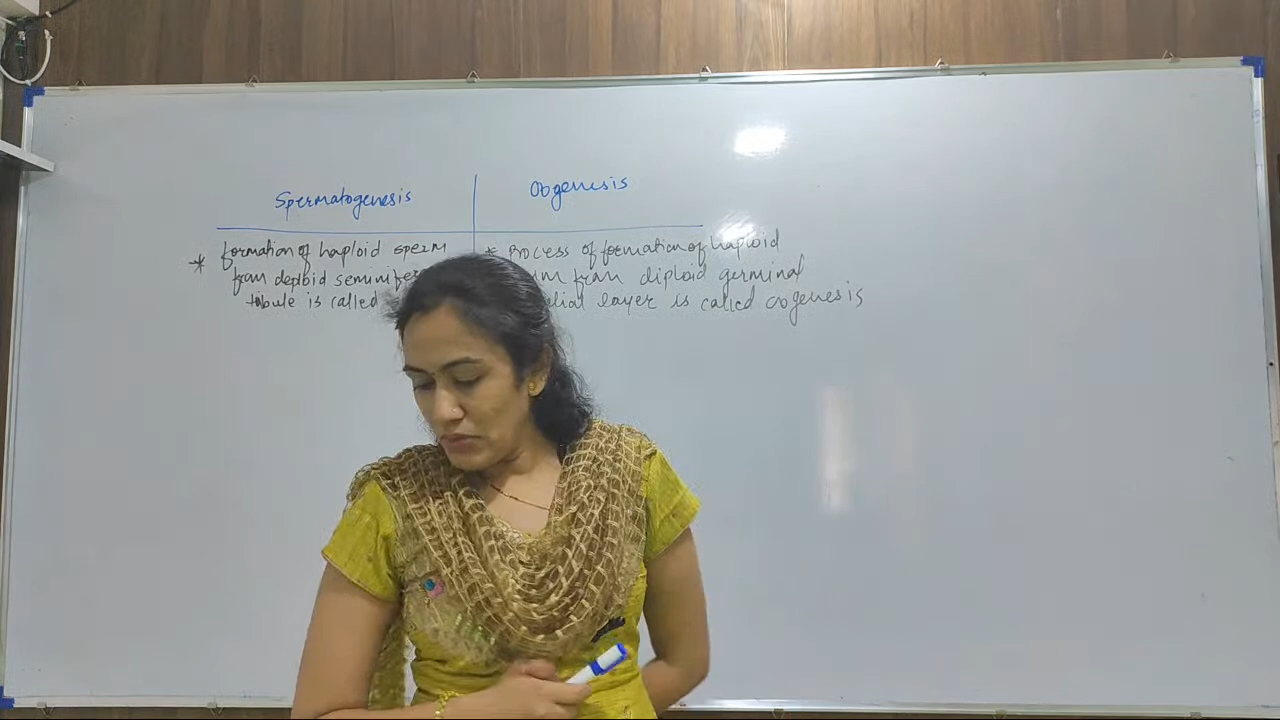 Spermatogenesis
Oogenesis
* formation of haploid sperm
from deploid seminifer
tubule is called
* Process of formation of haploid
from diploid germinal
layer is called oogenesis